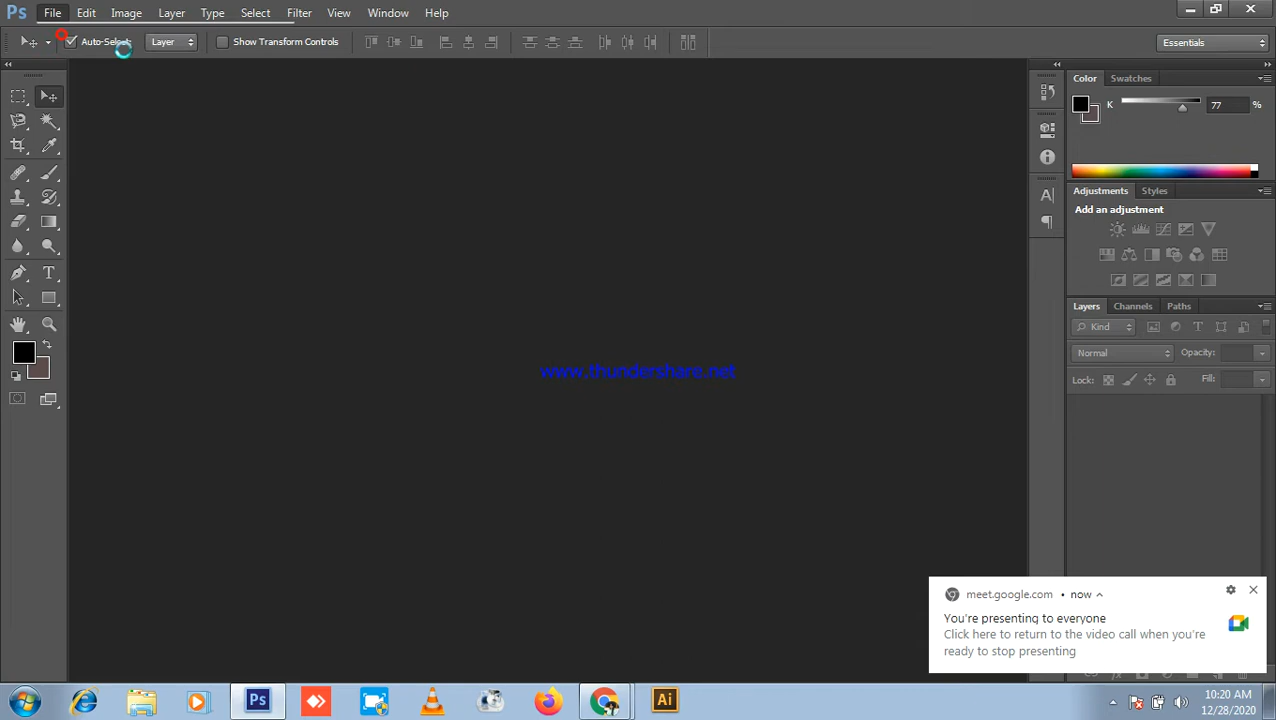 Ps File Edit Image Layer Type Select Filter View Window Help
Auto-Select: Layer Show Transform Controls Essentials
Color Swatches
K 77 %
Adjustments Styles
Add an adjustment
Layers Channels Paths
Kind
Normal Opacity:
Lock: Fill:
www.thundershare.net
meet.google.com • now
You're presenting to everyone
Click here to return to the video call when you're
ready to stop presenting
Ps Ai
10:20 AM
12/28/2020